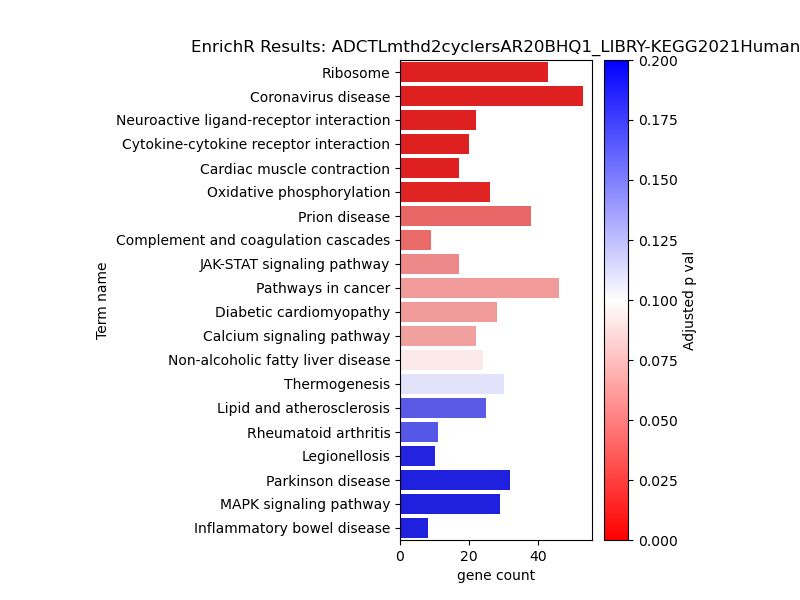 EnrichR Results: ADCTLmthd2cyclersAR20BHQ1_LIBRY-KEGG2021Human
Term name
Ribosome
Coronavirus disease
Neuroactive ligand-receptor interaction
Cytokine-cytokine receptor interaction
Cardiac muscle contraction
Oxidative phosphorylation
Prion disease
Complement and coagulation cascades
JAK-STAT signaling pathway
Pathways in cancer
Diabetic cardiomyopathy
Calcium signaling pathway
Non-alcoholic fatty liver disease
Thermogenesis
Lipid and atherosclerosis
Rheumatoid arthritis
Legionellosis
Parkinson disease
MAPK signaling pathway
Inflammatory bowel disease
0 20 40
gene count
0.200
0.175
0.150
0.125
0.100
0.075
0.050
0.025
0.000
Adjusted p val